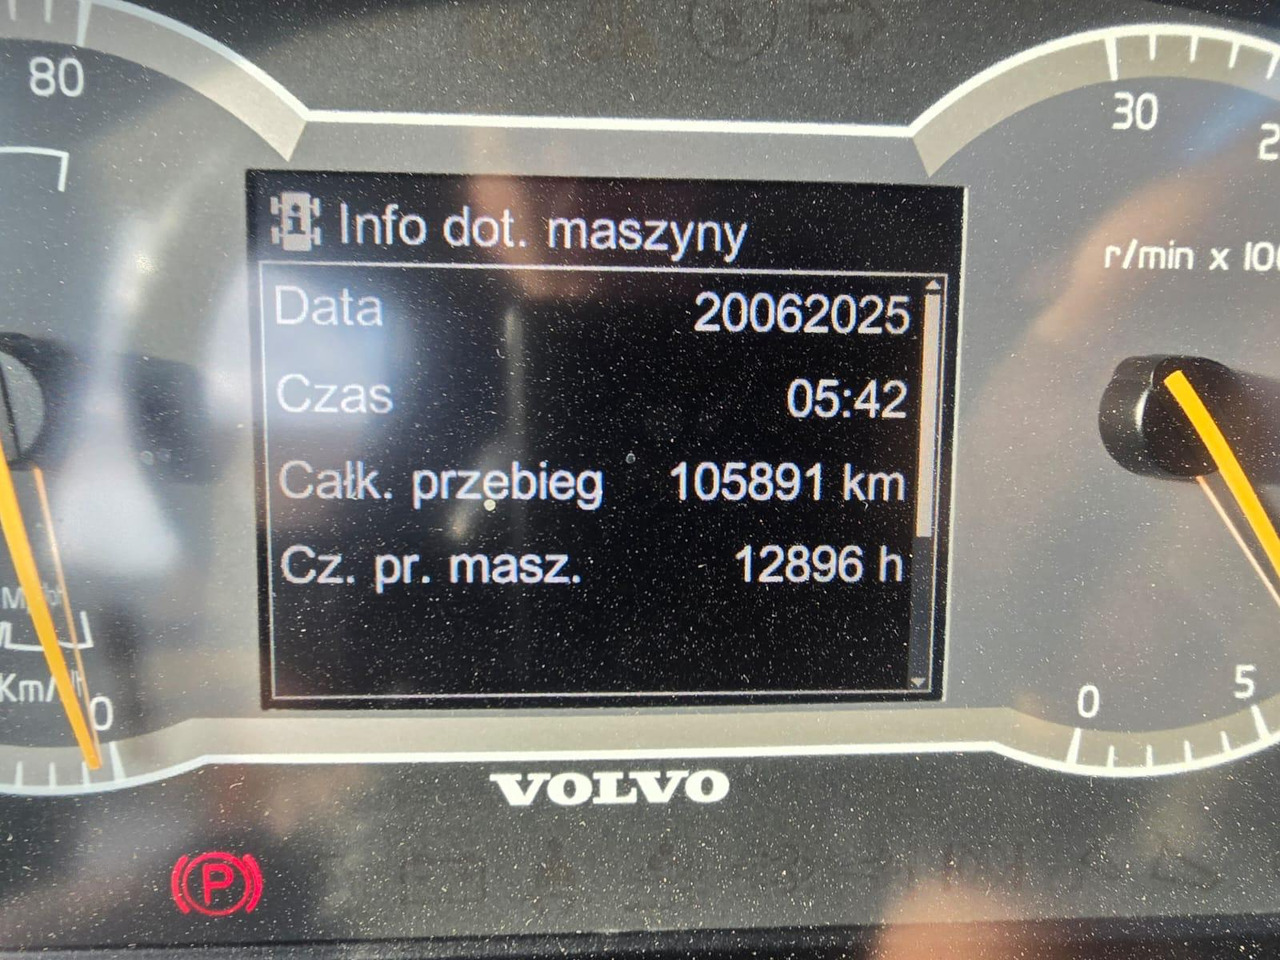 80
30
Info dot. maszyny
r/min x 10
Data 20062025
Czas 05:42
Całk. przebieg 105891 km
Cz. pr. masz. 12896 h
Km/
0
0
5
VOLVO
P